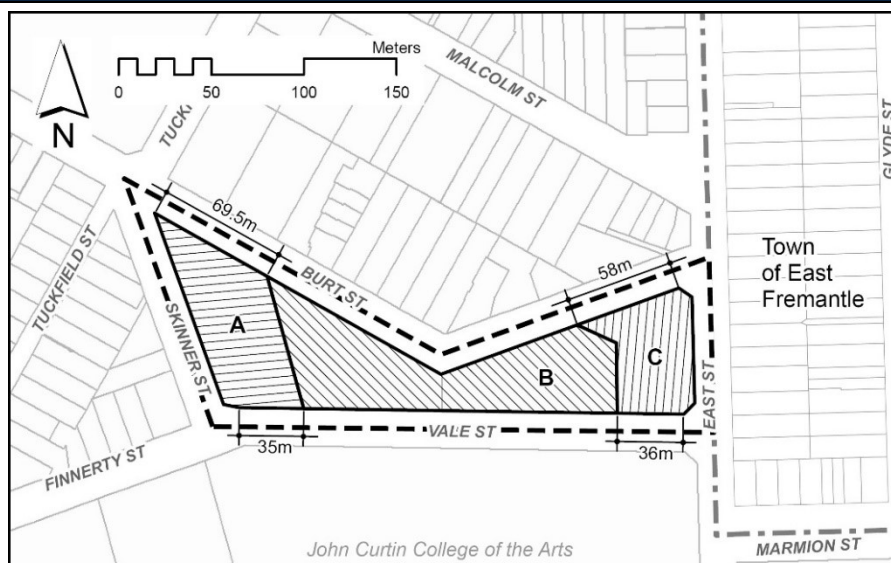 Meters
0 50 100 150
N
MALCOLM ST
TUCKF
GLYDE ST
TUCKFIELD ST
69.5m
BURT ST
58m
Town
of East
Fremantle
SKINNER ST
A
B
C
EAST ST
VALE ST
35m
36m
FINNERTY ST
John Curtin College of the Arts
MARMION ST